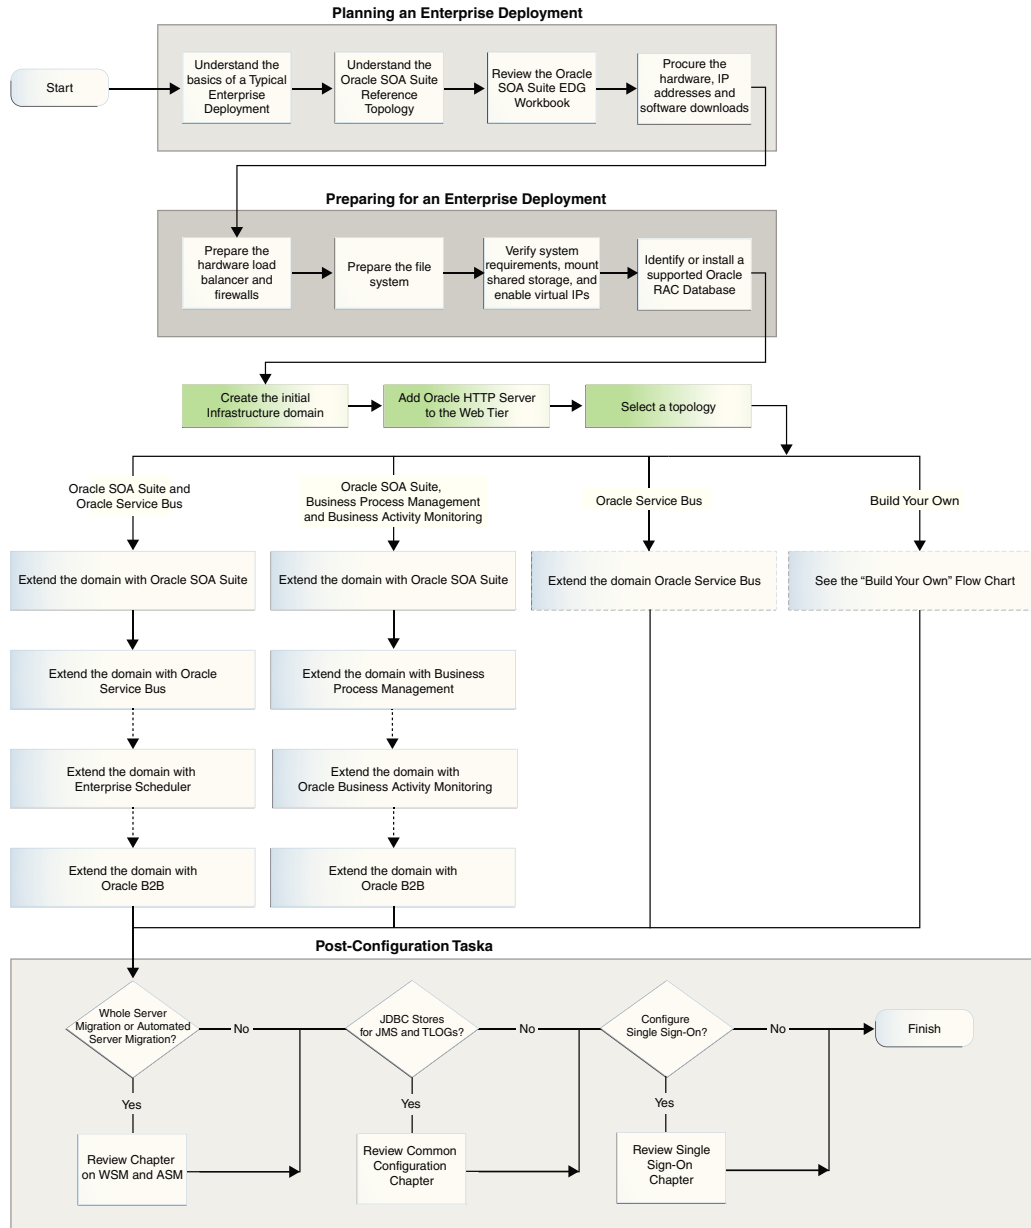 Planning an Enterprise Deployment
Start
Understand the
basics of a Typical
Enterprise
Deployment
Understand the
Oracle SOA Suite
Reference
Topology
Review the Oracle
SOA Suite EDG
Workbook
Procure the
hardware, IP
addresses and
software downloads
Preparing for an Enterprise Deployment
Prepare the
hardware load
balancer and
firewalls
Prepare the file
system
Verify system
requirements, mount
shared storage, and
enable virtual IPs
Identify or install a
supported Oracle
RAC Database
Create the initial
Infrastructure domain
Add Oracle HTTP Server
to the Web Tier
Select a topology
Oracle SOA Suite and
Oracle Service Bus
Oracle SOA Suite,
Business Process Management
and Business Activity Monitoring
Oracle Service Bus
Build Your Own
Extend the domain with Oracle SOA Suite
Extend the domain with Oracle SOA Suite
Extend the domain Oracle Service Bus
See the “Build Your Own” Flow Chart
Extend the domain with Oracle
Service Bus
Extend the domain with Business
Process Management
Extend the domain with
Enterprise Scheduler
Extend the domain with
Oracle Business Activity Monitoring
Extend the domain with
Oracle B2B
Extend the domain with
Oracle B2B
Post-Configuration Taska
Whole Server
Migration or Automated
Server Migration?
No
JDBC Stores
for JMS and TLOGs?
No
Configure
Single Sign-On?
No
Finish
Yes
Yes
Yes
Review Chapter
on WSM and ASM
Review Common
Configuration
Chapter
Review Single
Sign-On
Chapter